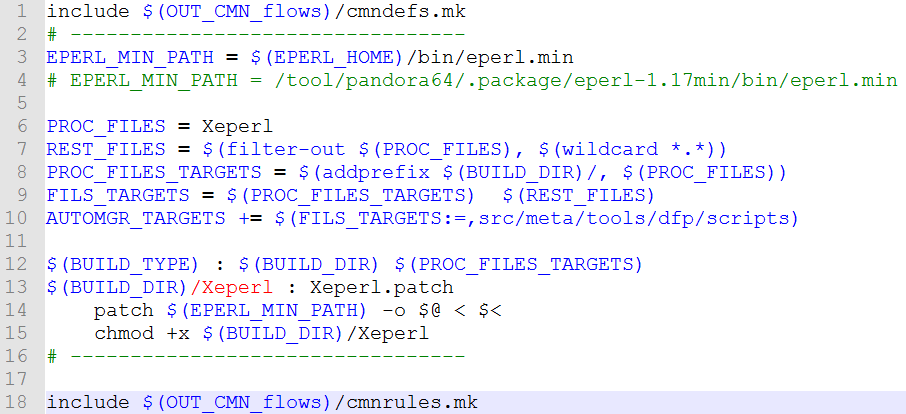 1 include $(OUT_CMN_flows)/cmndefs.mk
2 # ---------------------------------
3 EPERL_MIN_PATH = $(EPERL_HOME)/bin/eperl.min
4 # EPERL_MIN_PATH = /tool/pandora64/.package/eperl-1.17min/bin/eperl.min
5
6 PROC_FILES = Xeperl
7 REST_FILES = $(filter-out $(PROC_FILES), $(wildcard *.*))
8 PROC_FILES_TARGETS = $(addprefix $(BUILD_DIR)/, $(PROC_FILES))
9 FILS_TARGETS = $(PROC_FILES_TARGETS)  $(REST_FILES)
10 AUTOMGR_TARGETS += $(FILS_TARGETS:=,src/meta/tools/dfp/scripts)
11
12 $(BUILD_TYPE) : $(BUILD_DIR) $(PROC_FILES_TARGETS)
13 $(BUILD_DIR)/Xeperl : Xeperl.patch
14     patch $(EPERL_MIN_PATH) -o $@ < $<
15     chmod +x $(BUILD_DIR)/Xeperl
16 # ---------------------------------
17
18 include $(OUT_CMN_flows)/cmnrules.mk